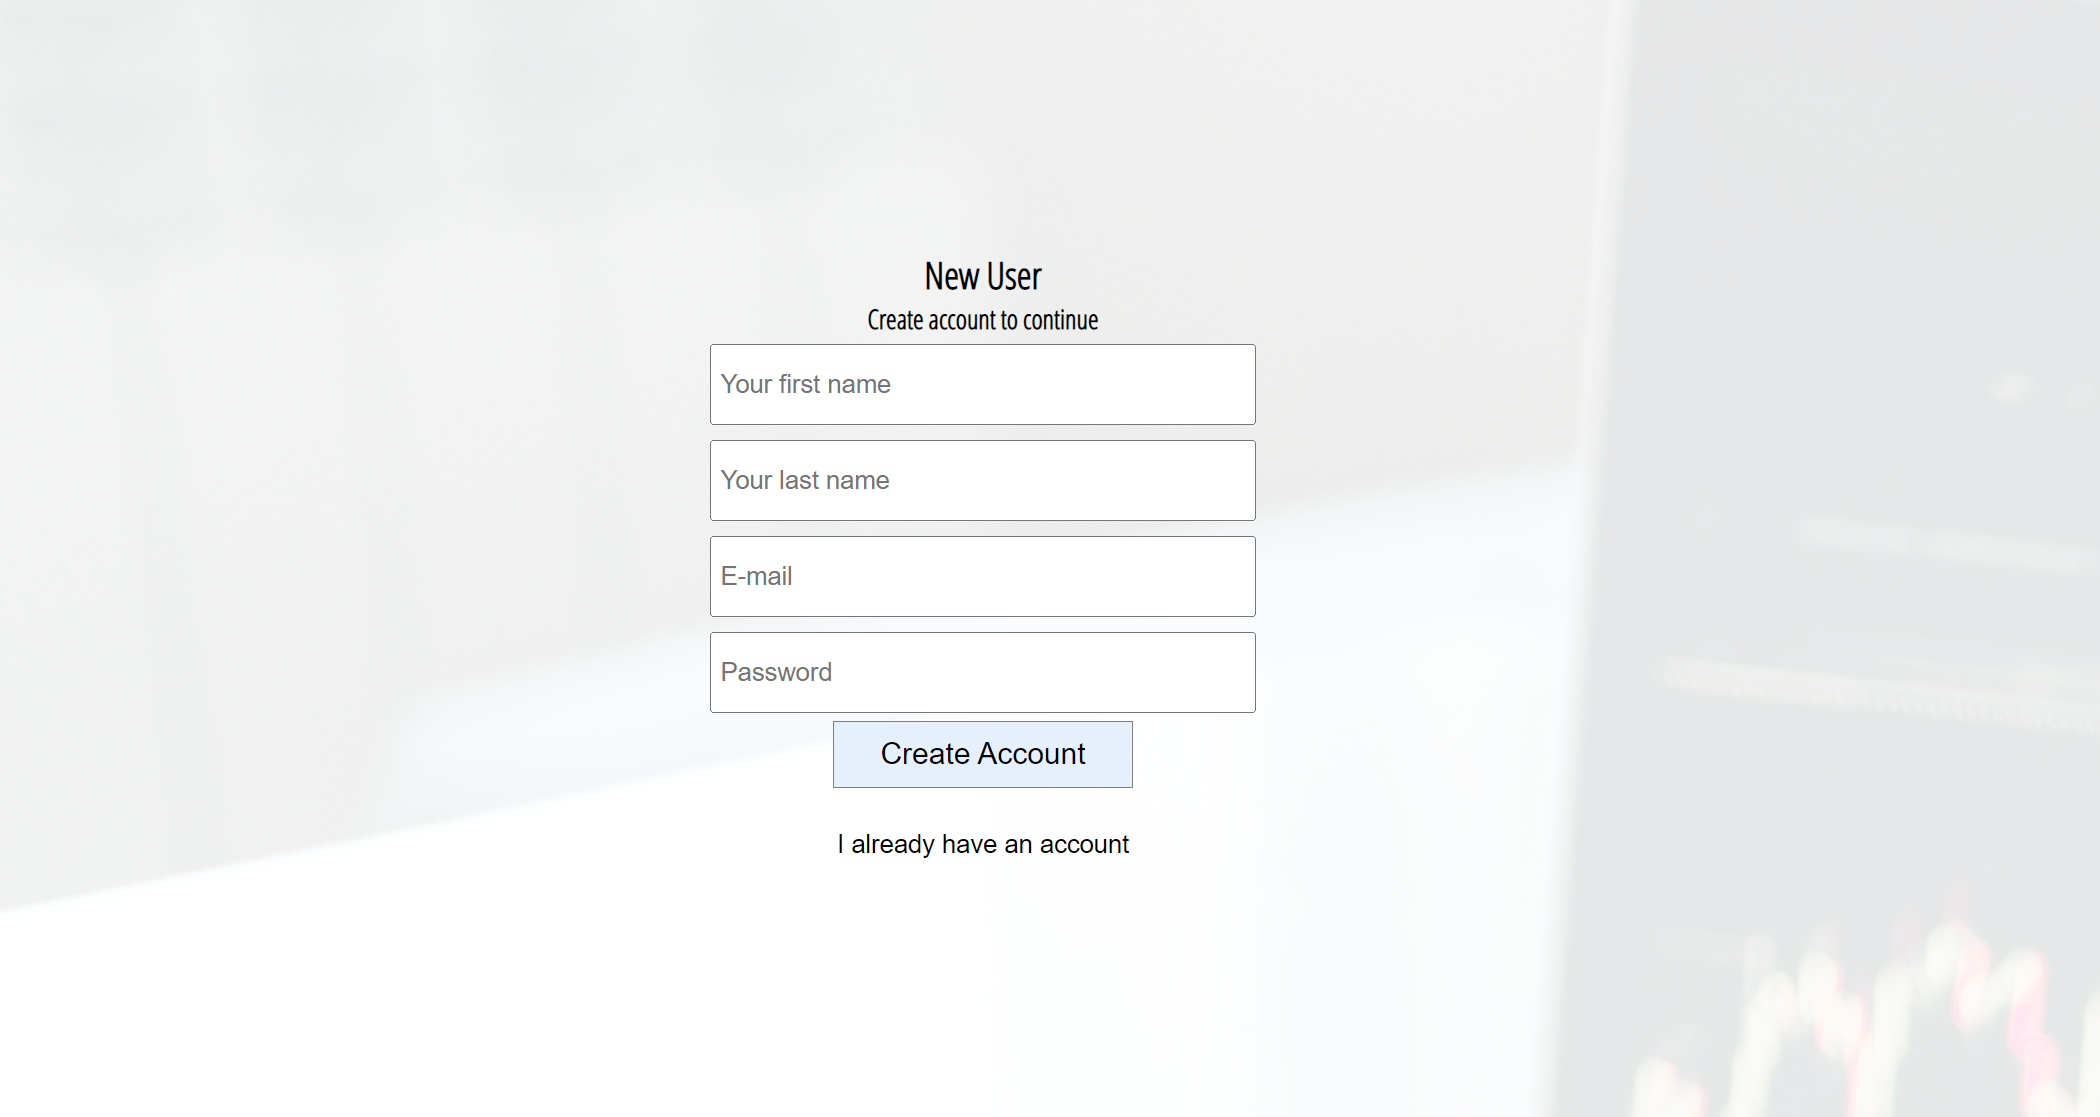 New User
Create account to continue
Your first name
Your last name
E-mail
Password
Create Account
I already have an account